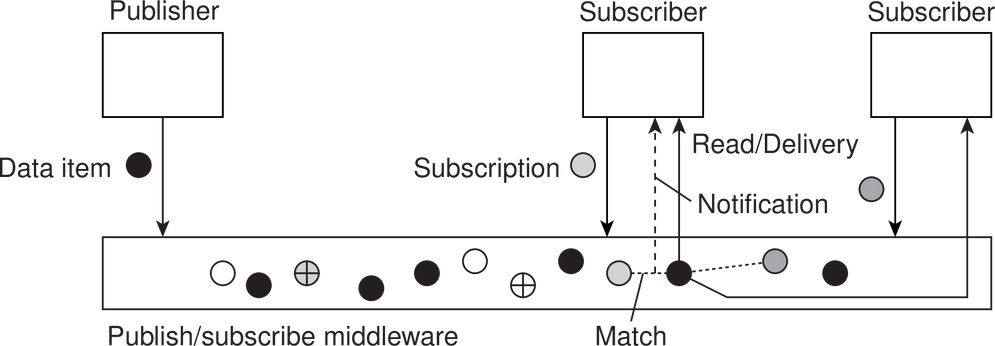 Publisher
Subscriber
Subscriber
Data item
Subscription
Read/Delivery
Notification
Publish/subscribe middleware
Match